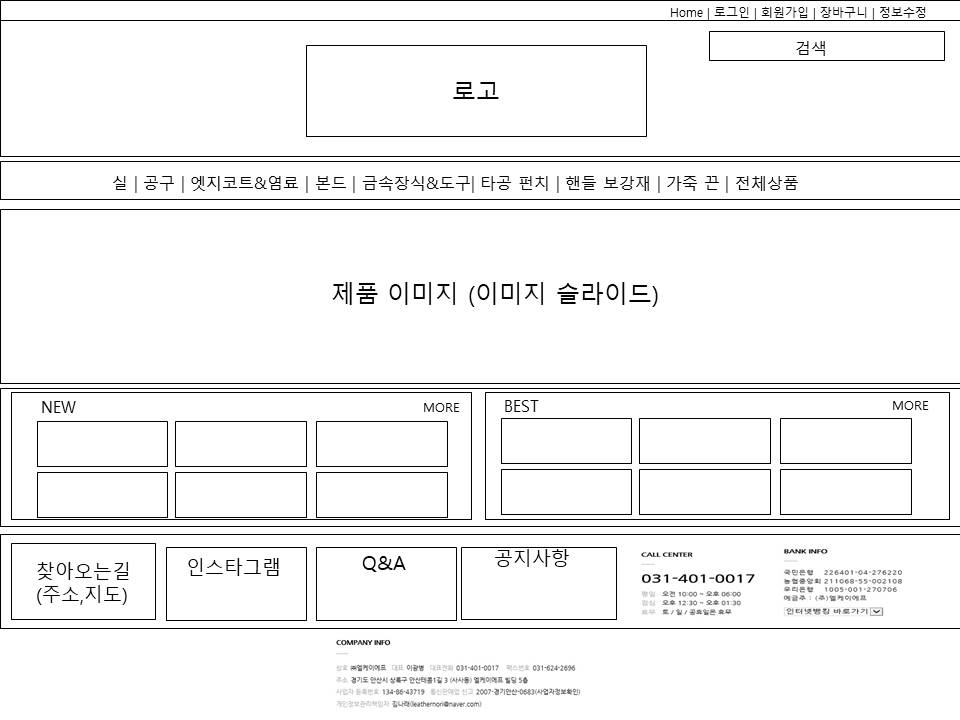 Home | 로그인 | 회원가입 | 장바구니 | 정보수정
검색
로고
실 | 공구 | 엣지코트&염료 | 본드 | 금속장식&도구| 타공 펀치 | 핸들 보강재 | 가죽 끈 | 전체상품
제품 이미지 (이미지 슬라이드)
NEW MORE
BEST MORE
찾아오는길
(주소,지도)
인스타그램
Q&A
공지사항
CALL CENTER
031-401-0017
평일 오전 10:00 ~ 오후 06:00
점심 오후 12:30 ~ 오후 01:30
휴무 토 / 일 / 공휴일은 휴무
BANK INFO
국민은행 226401-04-276220
농협중앙회 211068-55-002108
우리은행 1005-001-270706
예금주 : (주)엘케이에프
인터넷뱅킹 바로가기
COMPANY INFO
상호 ㈜엘케이에프 대표 이광병 대표전화 031-401-0017 팩스번호 031-624-2696
주소 경기도 안산시 상록구 안산테콤1길 3 (사사동) 엘케이에프 빌딩 5층
사업자 등록번호 134-86-43719 통신판매업 신고 2007-경기안산-0683(사업자정보확인)
개인정보관리책임자 김나래(leathernori@naver.com)